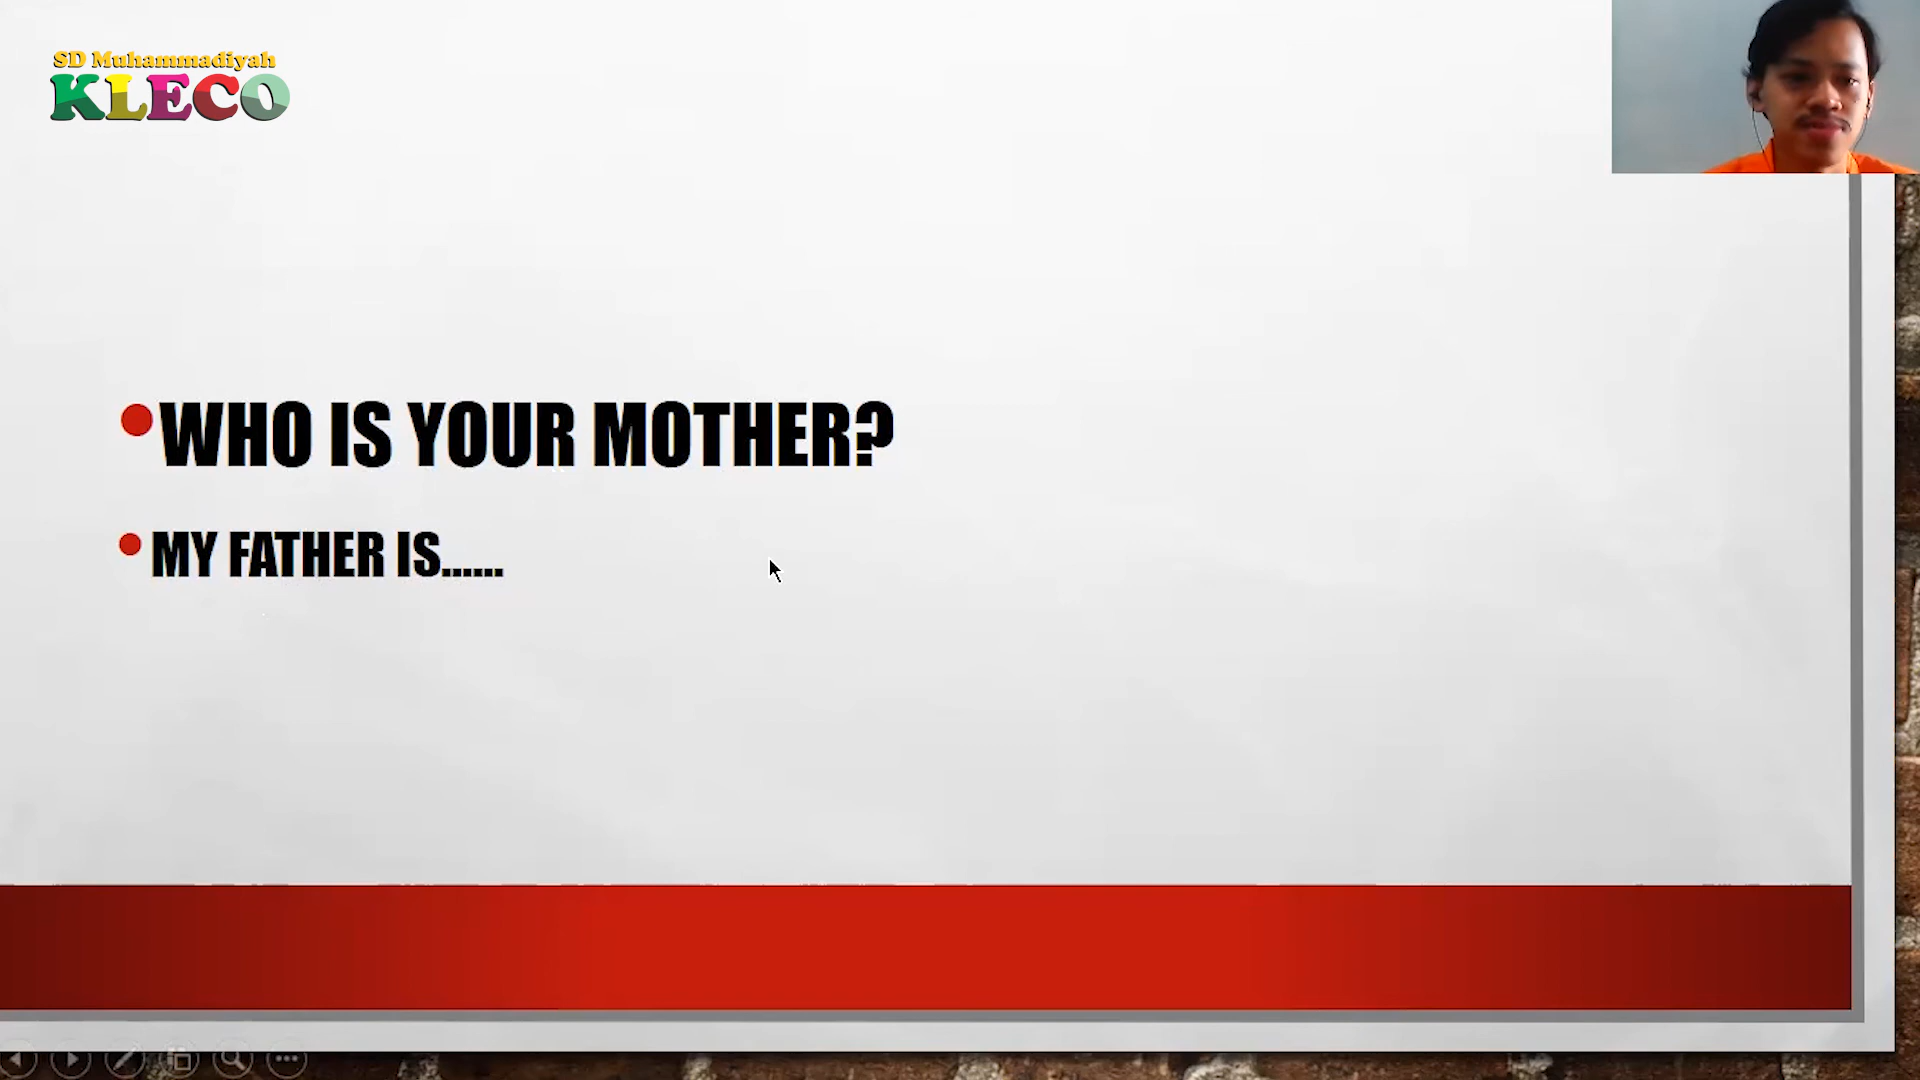 SD Muhammadiyah
KLECO
WHO IS YOUR MOTHER?
MY FATHER IS......